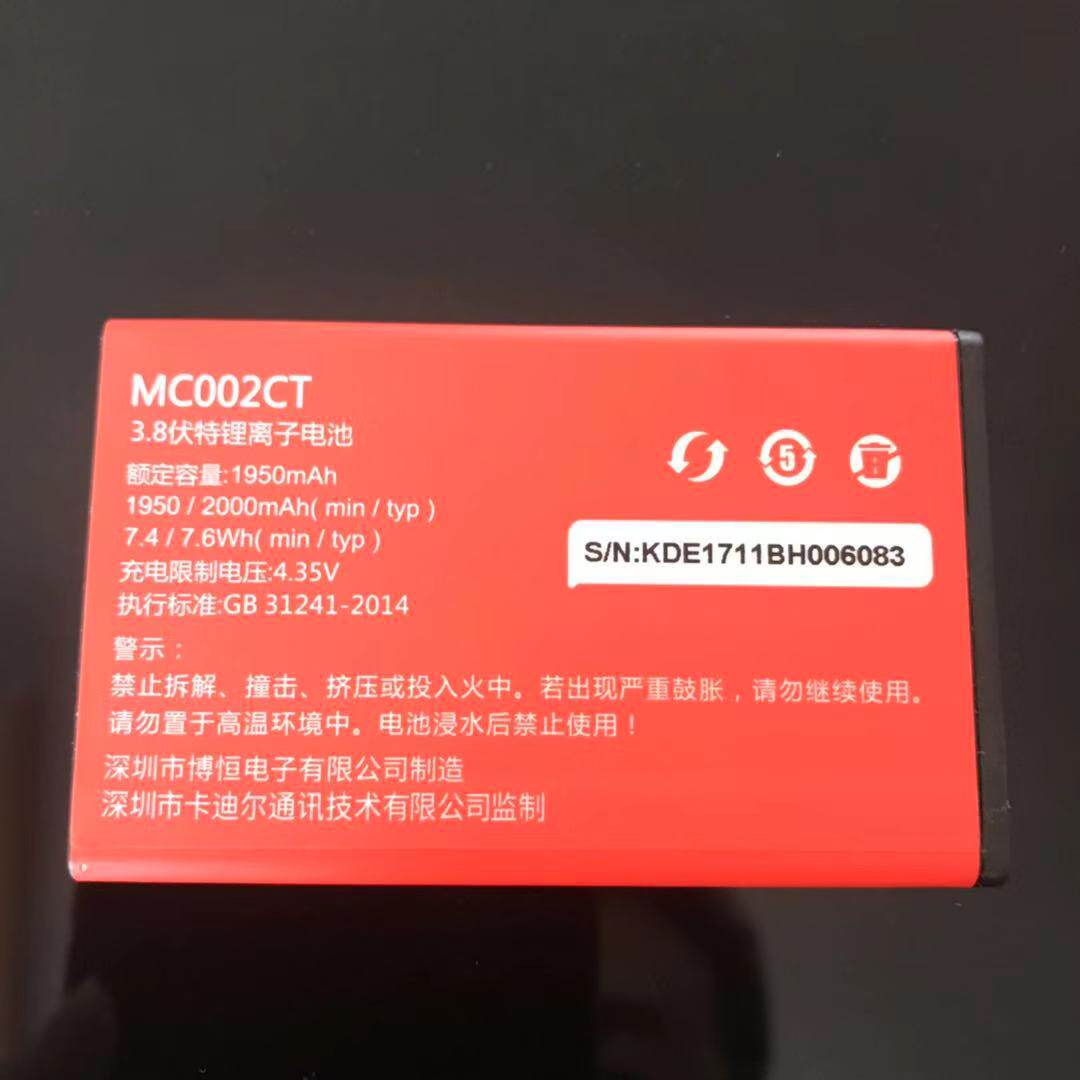 MC002CT
3.8伏特锂离子电池
额定容量:1950mAh
1950 / 2000mAh( min / typ )
7.4 / 7.6Wh( min / typ )
充电限制电压:4.35V
执行标准:GB 31241-2014
5
S/N:KDE1711BH006083
警示：
禁止拆解、撞击、挤压或投入火中。若出现严重鼓胀，请勿继续使用。
请勿置于高温环境中。电池浸水后禁止使用！
深圳市博恒电子有限公司制造
深圳市卡迪尔通讯技术有限公司监制